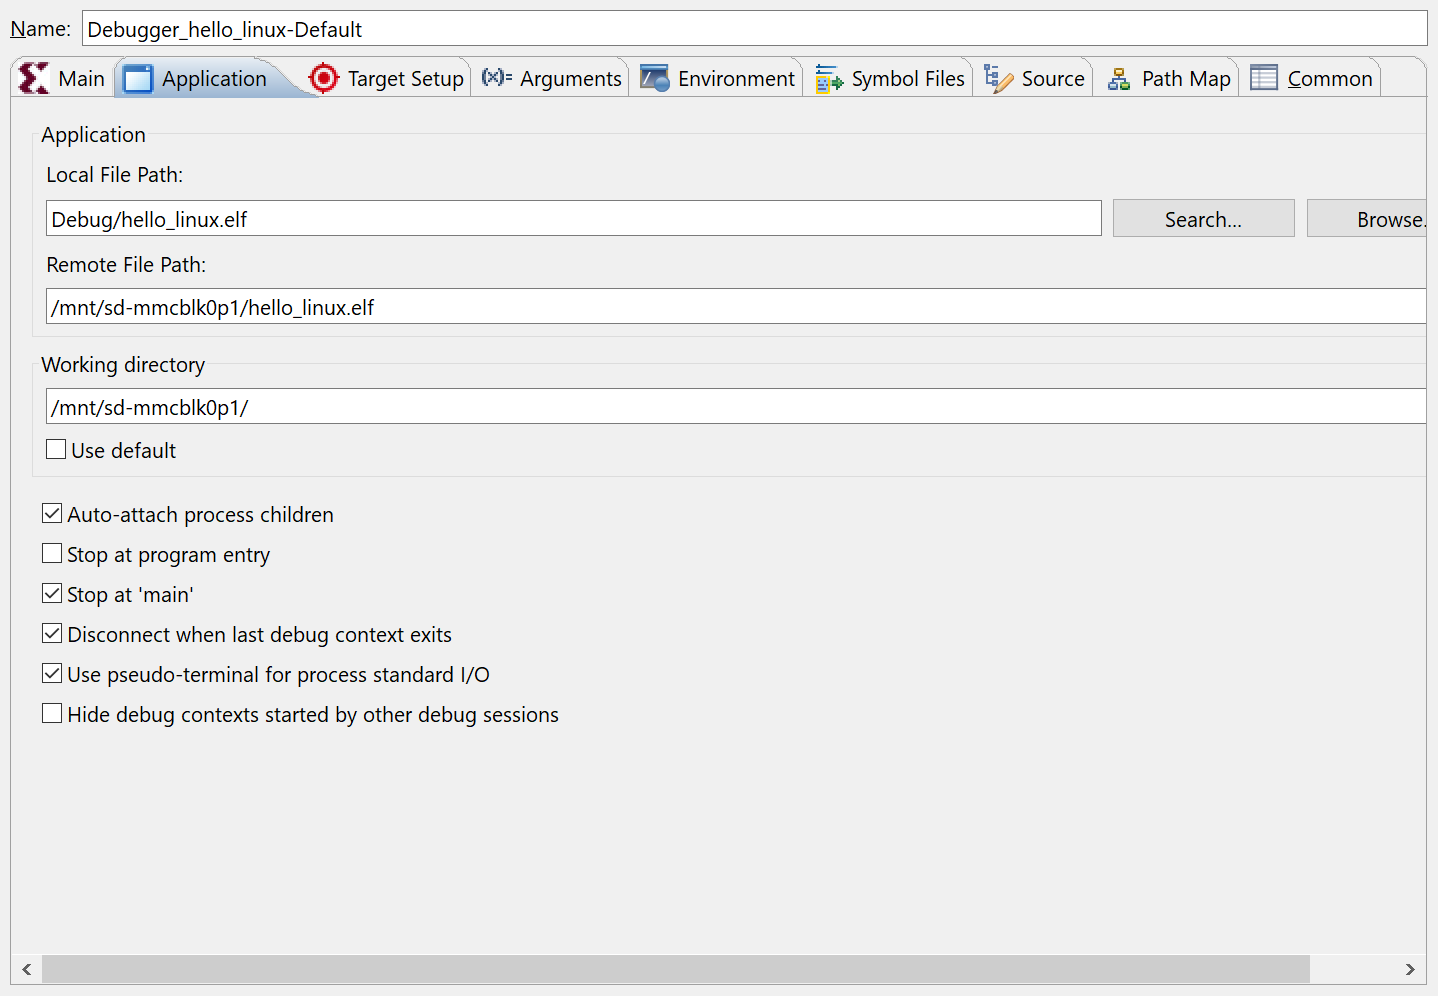 Name: Debugger_hello_linux-Default
Main Application Target Setup (x)= Arguments Environment Symbol Files Source Path Map Common
Application
Local File Path:
Debug/hello_linux.elf Search... Browse.
Remote File Path:
/mnt/sd-mmcblk0p1/hello_linux.elf
Working directory
/mnt/sd-mmcblk0p1/
Use default
Auto-attach process children
Stop at program entry
Stop at 'main'
Disconnect when last debug context exits
Use pseudo-terminal for process standard I/O
Hide debug contexts started by other debug sessions